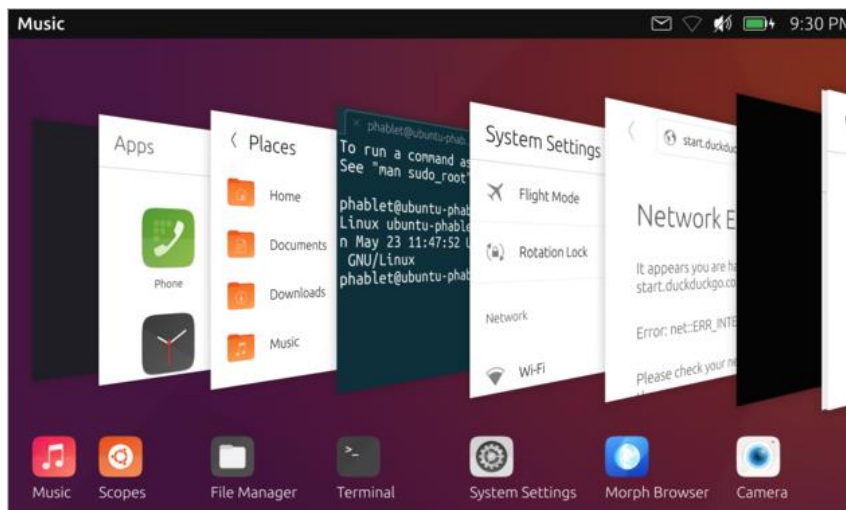 Music
9:30 PM
Apps
Phone
Places
Home
Documents
Downloads
Music
phablet@ubuntu-phab
To run a command as
See "man sudo_root"
phablet@ubuntu-phab
Linux ubuntu-phable
n May 23 11:47:52 U
GNU/Linux
phablet@ubuntu-phab
System Settings
Flight Mode
Rotation Lock
Network
Wi-Fi
start.duckdu
Network E
It appears you are ha
start.duckduckgo.co
Error: net::ERR_INTE
Please check your ne
Music
Scopes
File Manager
>_
Terminal
System Settings
Morph Browser
Camera